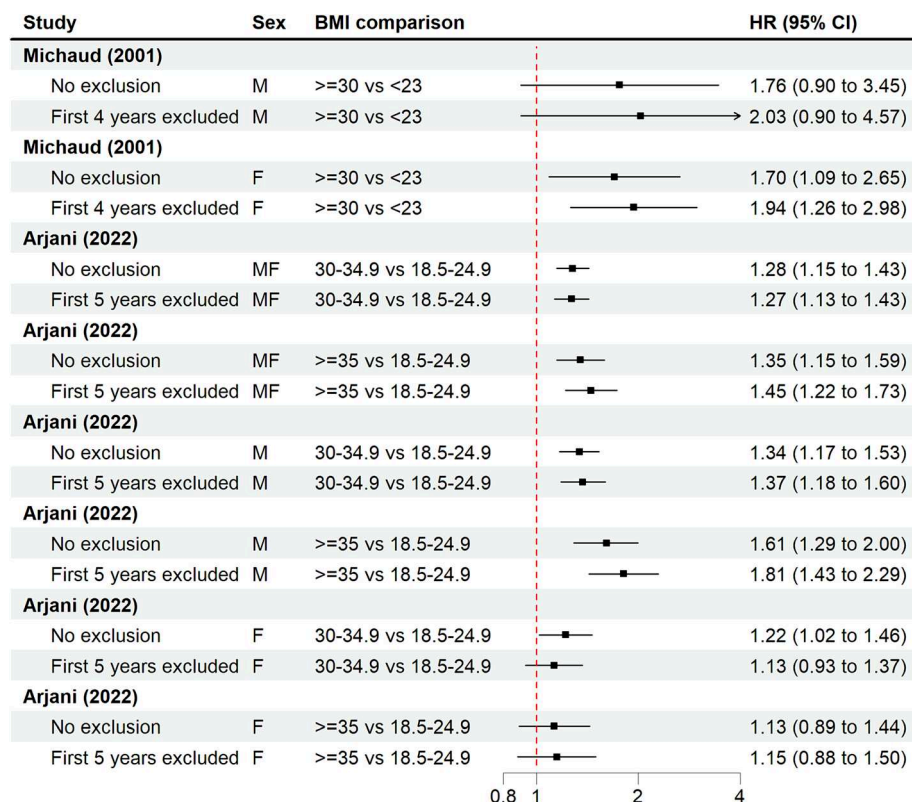 Study Sex BMI comparison HR (95% CI)
Michaud (2001)
No exclusion M >=30 vs <23 1.76 (0.90 to 3.45)
First 4 years excluded M >=30 vs <23 2.03 (0.90 to 4.57)
Michaud (2001)
No exclusion F >=30 vs <23 1.70 (1.09 to 2.65)
First 4 years excluded F >=30 vs <23 1.94 (1.26 to 2.98)
Arjani (2022)
No exclusion MF 30-34.9 vs 18.5-24.9 1.28 (1.15 to 1.43)
First 5 years excluded MF 30-34.9 vs 18.5-24.9 1.27 (1.13 to 1.43)
Arjani (2022)
No exclusion MF >=35 vs 18.5-24.9 1.35 (1.15 to 1.59)
First 5 years excluded MF >=35 vs 18.5-24.9 1.45 (1.22 to 1.73)
Arjani (2022)
No exclusion M 30-34.9 vs 18.5-24.9 1.34 (1.17 to 1.53)
First 5 years excluded M 30-34.9 vs 18.5-24.9 1.37 (1.18 to 1.60)
Arjani (2022)
No exclusion M >=35 vs 18.5-24.9 1.61 (1.29 to 2.00)
First 5 years excluded M >=35 vs 18.5-24.9 1.81 (1.43 to 2.29)
Arjani (2022)
No exclusion F 30-34.9 vs 18.5-24.9 1.22 (1.02 to 1.46)
First 5 years excluded F 30-34.9 vs 18.5-24.9 1.13 (0.93 to 1.37)
Arjani (2022)
No exclusion F >=35 vs 18.5-24.9 1.13 (0.89 to 1.44)
First 5 years excluded F >=35 vs 18.5-24.9 1.15 (0.88 to 1.50)
0.8 1 2 4